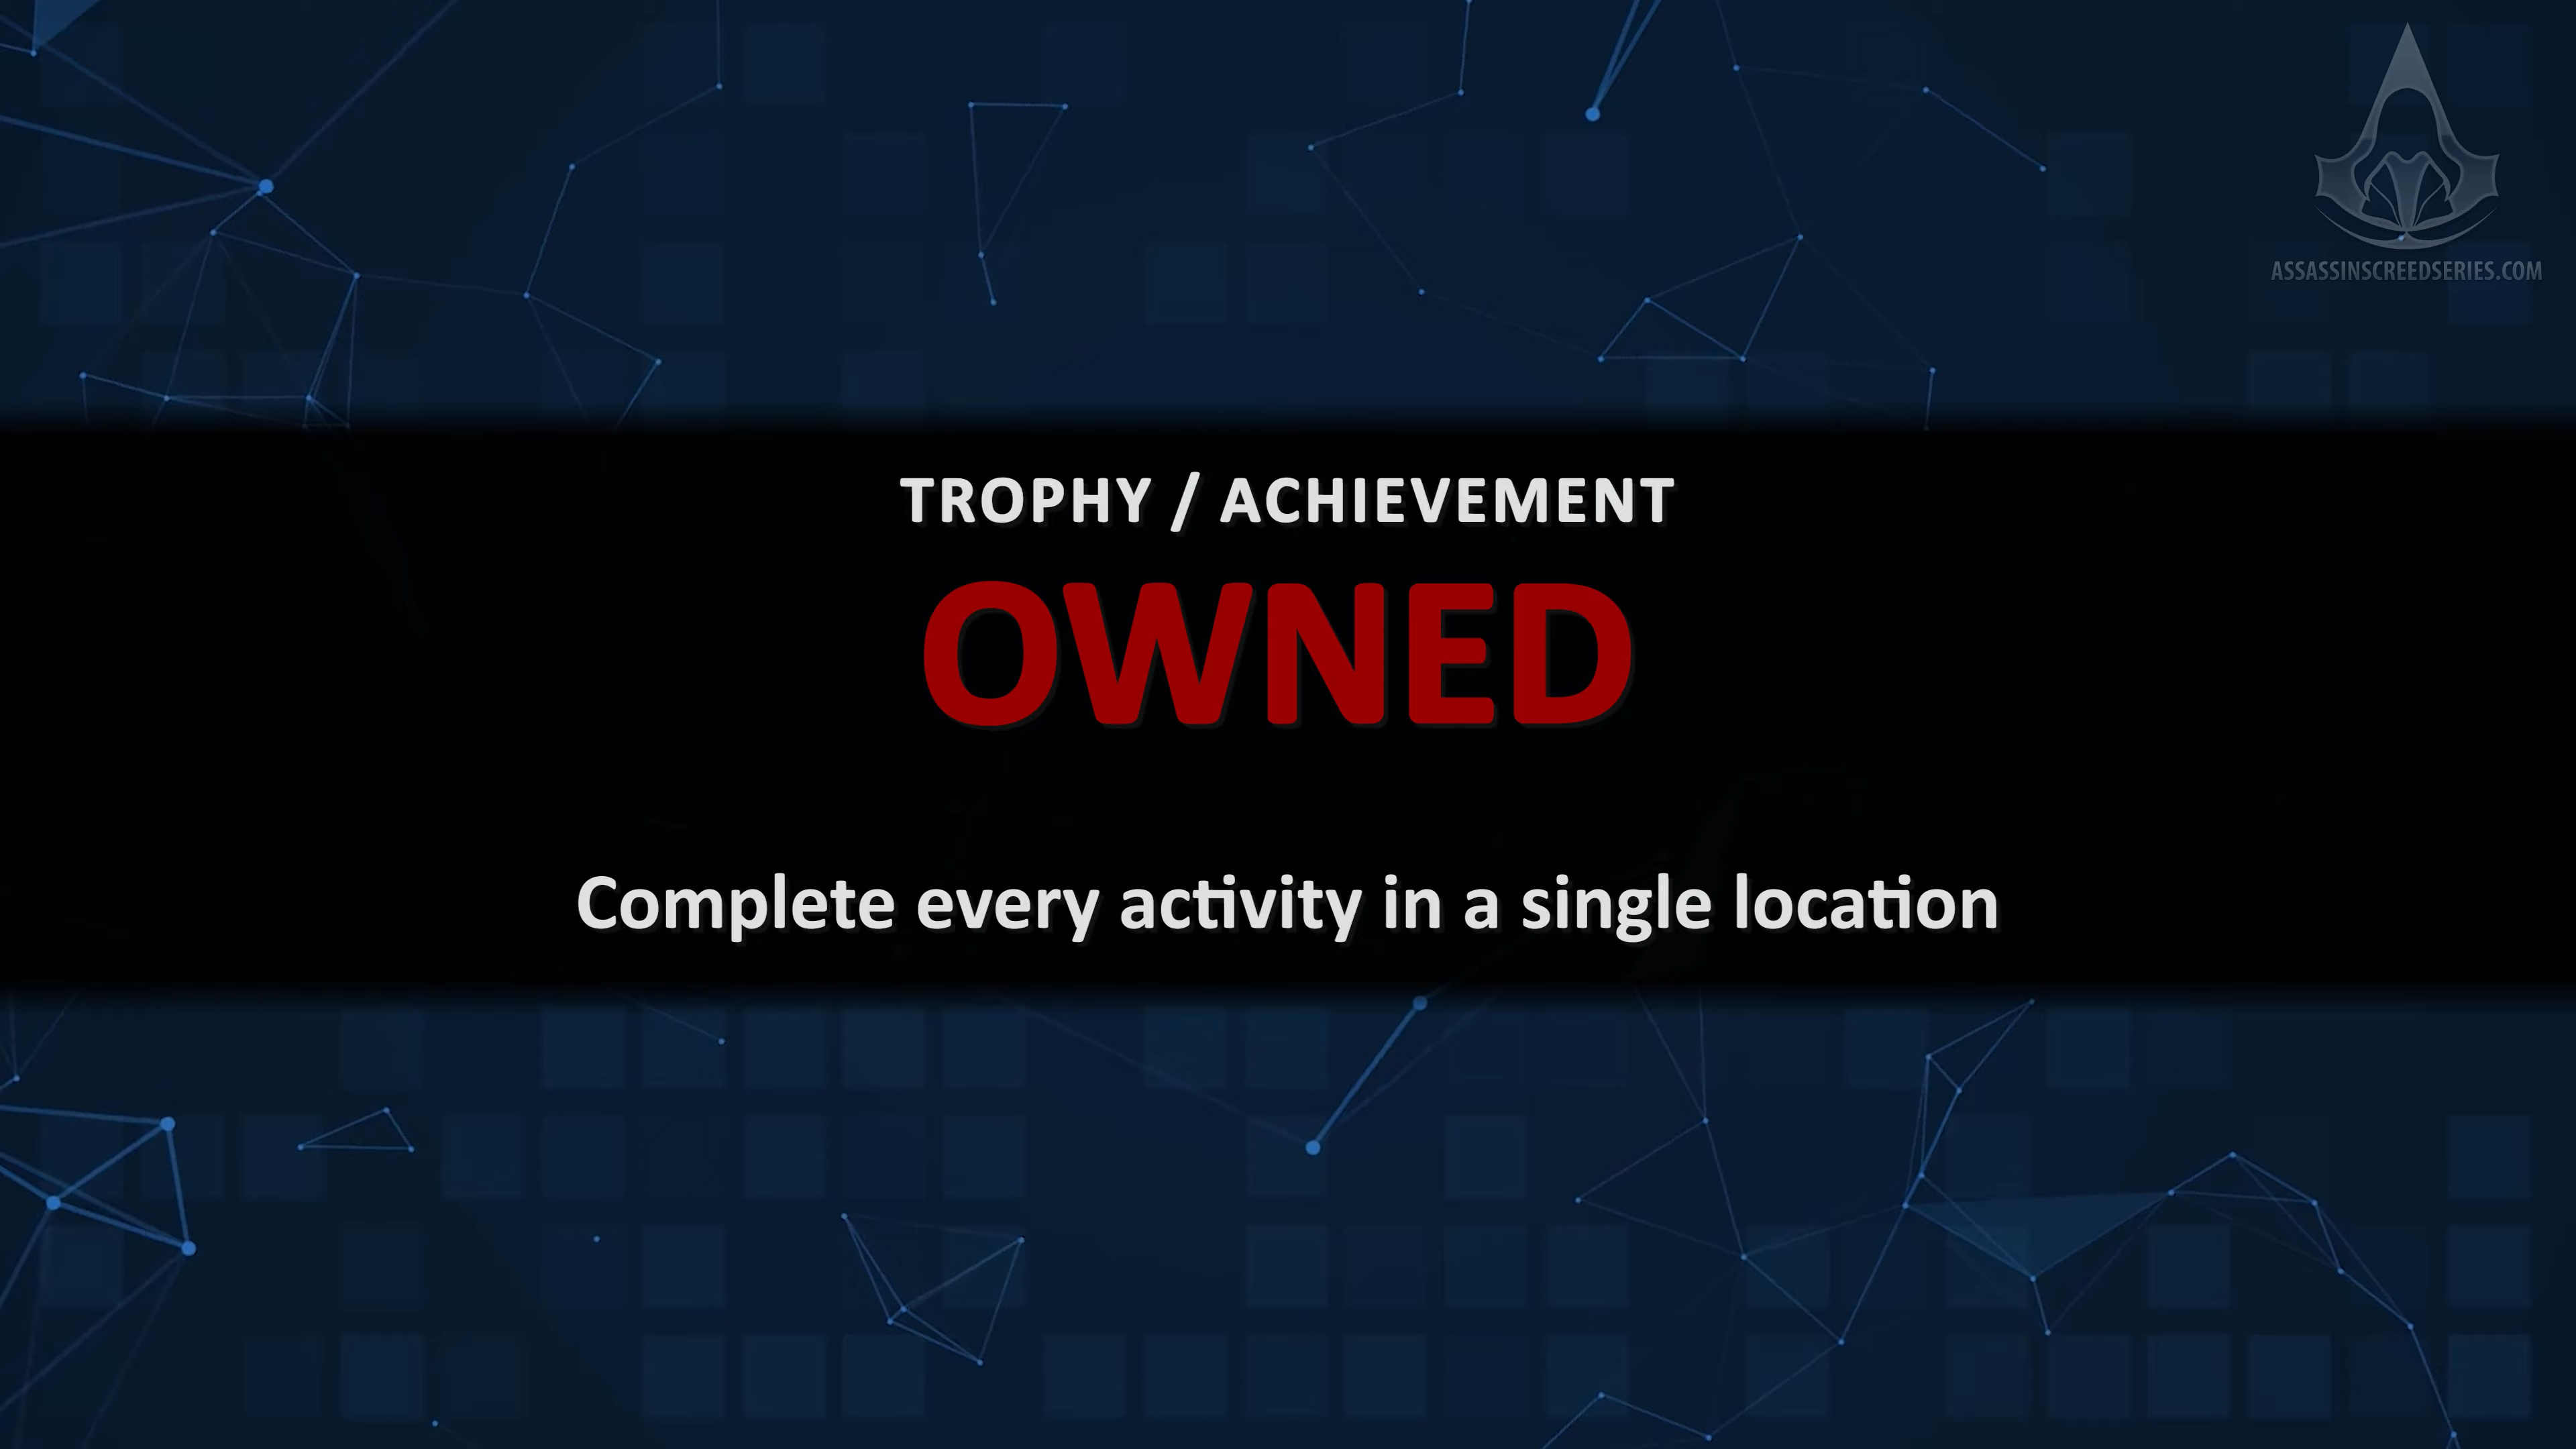 ASSASSINSCREEDSERIES.COM
TROPHY / ACHIEVEMENT
OWNED
Complete every activity in a single location